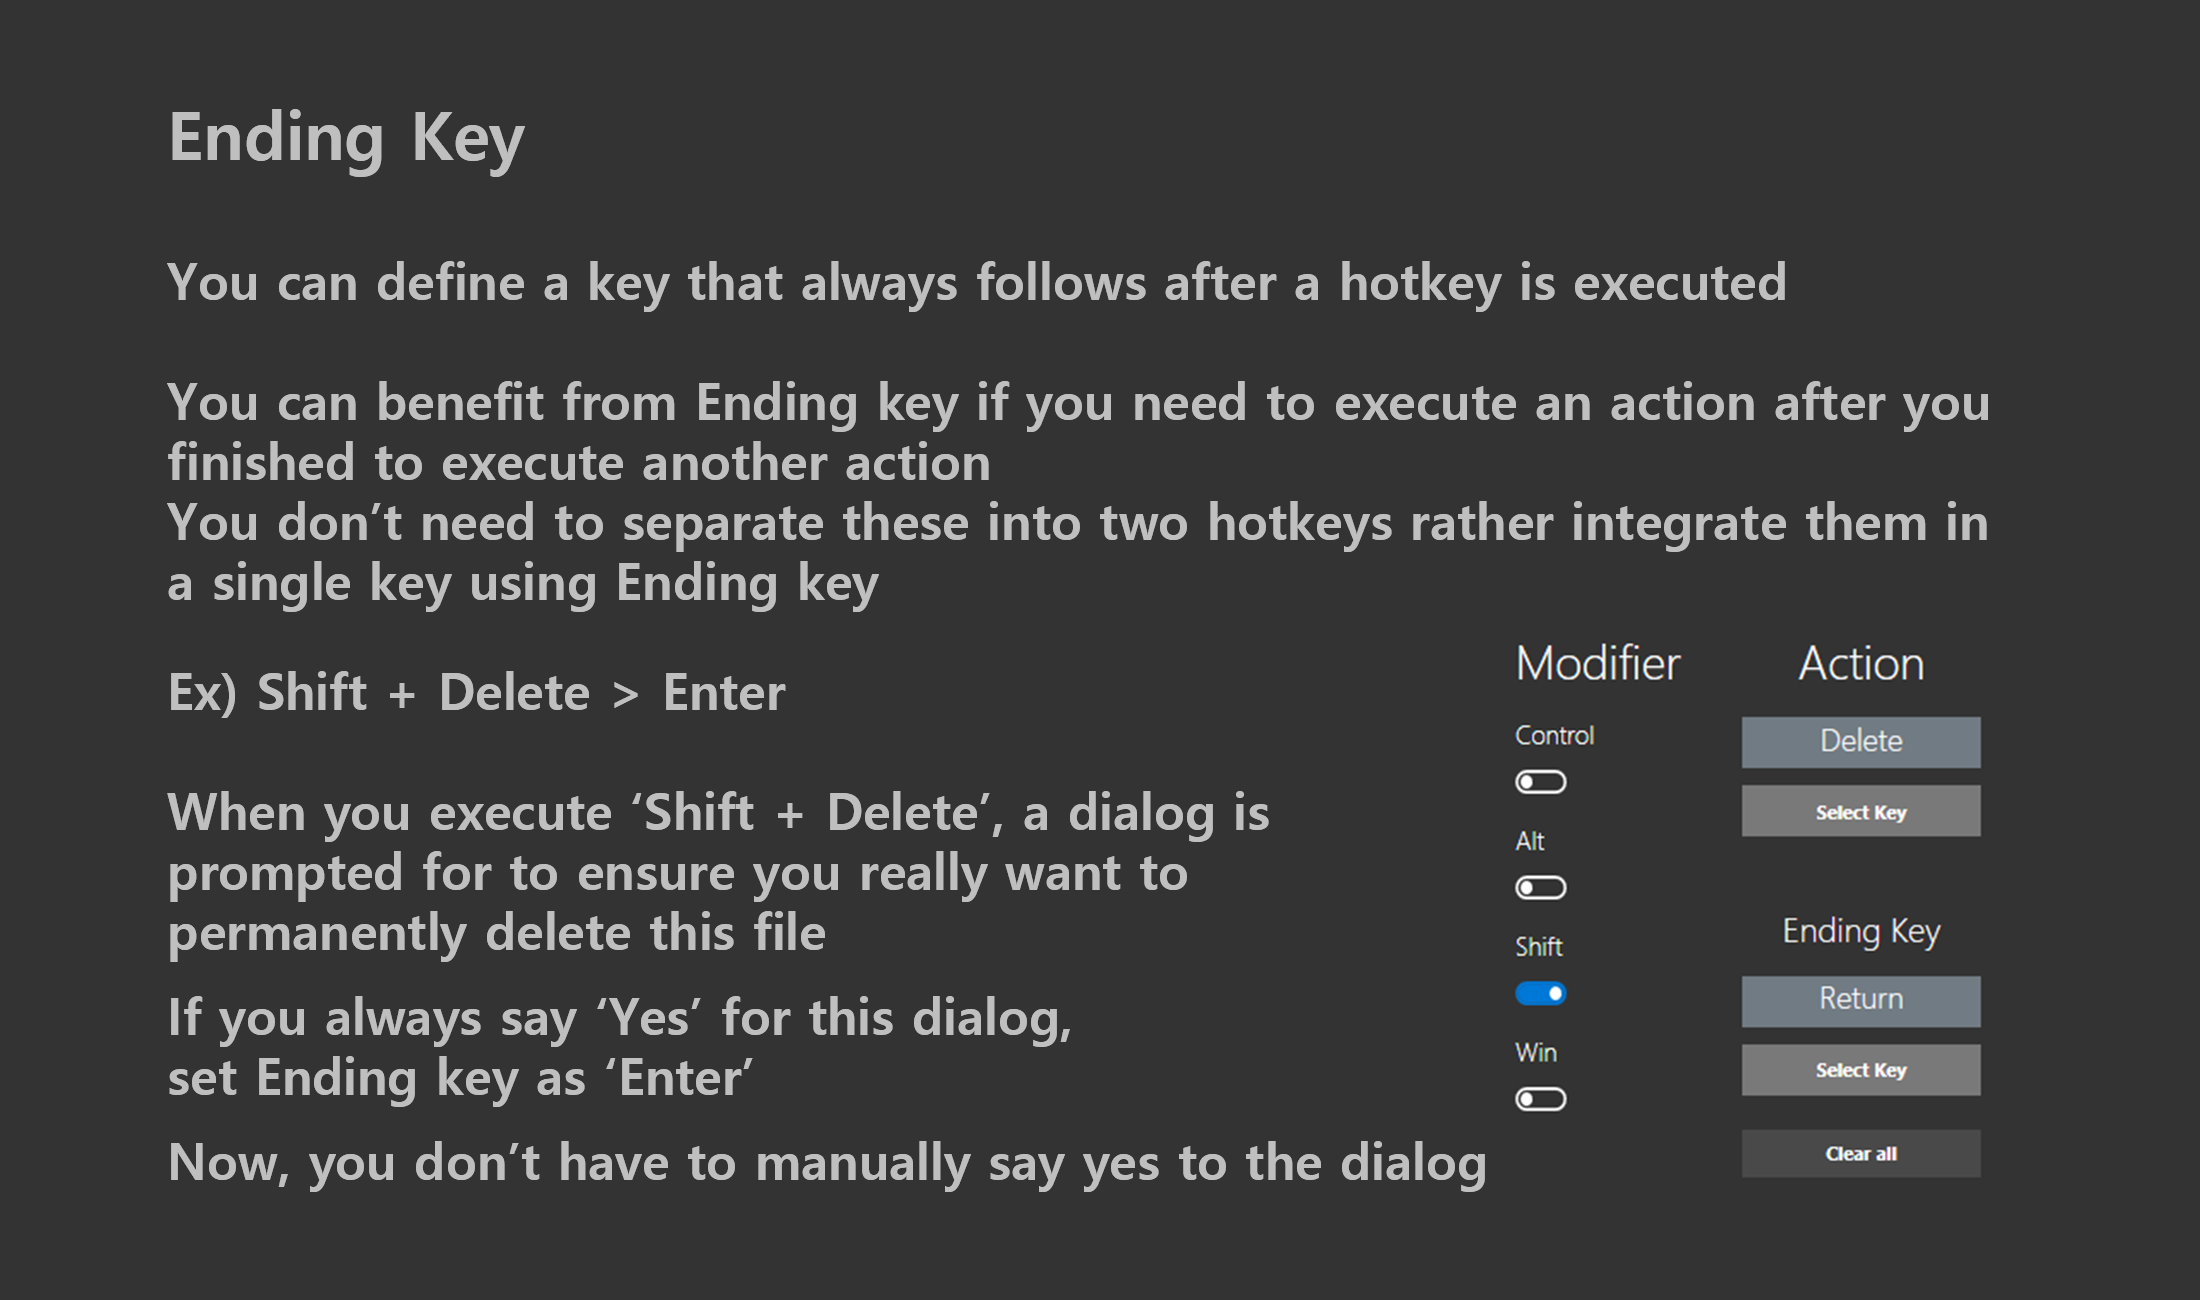 Ending Key
You can define a key that always follows after a hotkey is executed
You can benefit from Ending key if you need to execute an action after you
finished to execute another action
You don’t need to separate these into two hotkeys rather integrate them in
a single key using Ending key
Ex) Shift + Delete > Enter
When you execute ‘Shift + Delete’, a dialog is
prompted for to ensure you really want to
permanently delete this file
If you always say ‘Yes’ for this dialog,
set Ending key as ‘Enter’
Now, you don’t have to manually say yes to the dialog
Modifier
Control
Alt
Shift
Win
Action
Delete
Select Key
Ending Key
Return
Select Key
Clear all